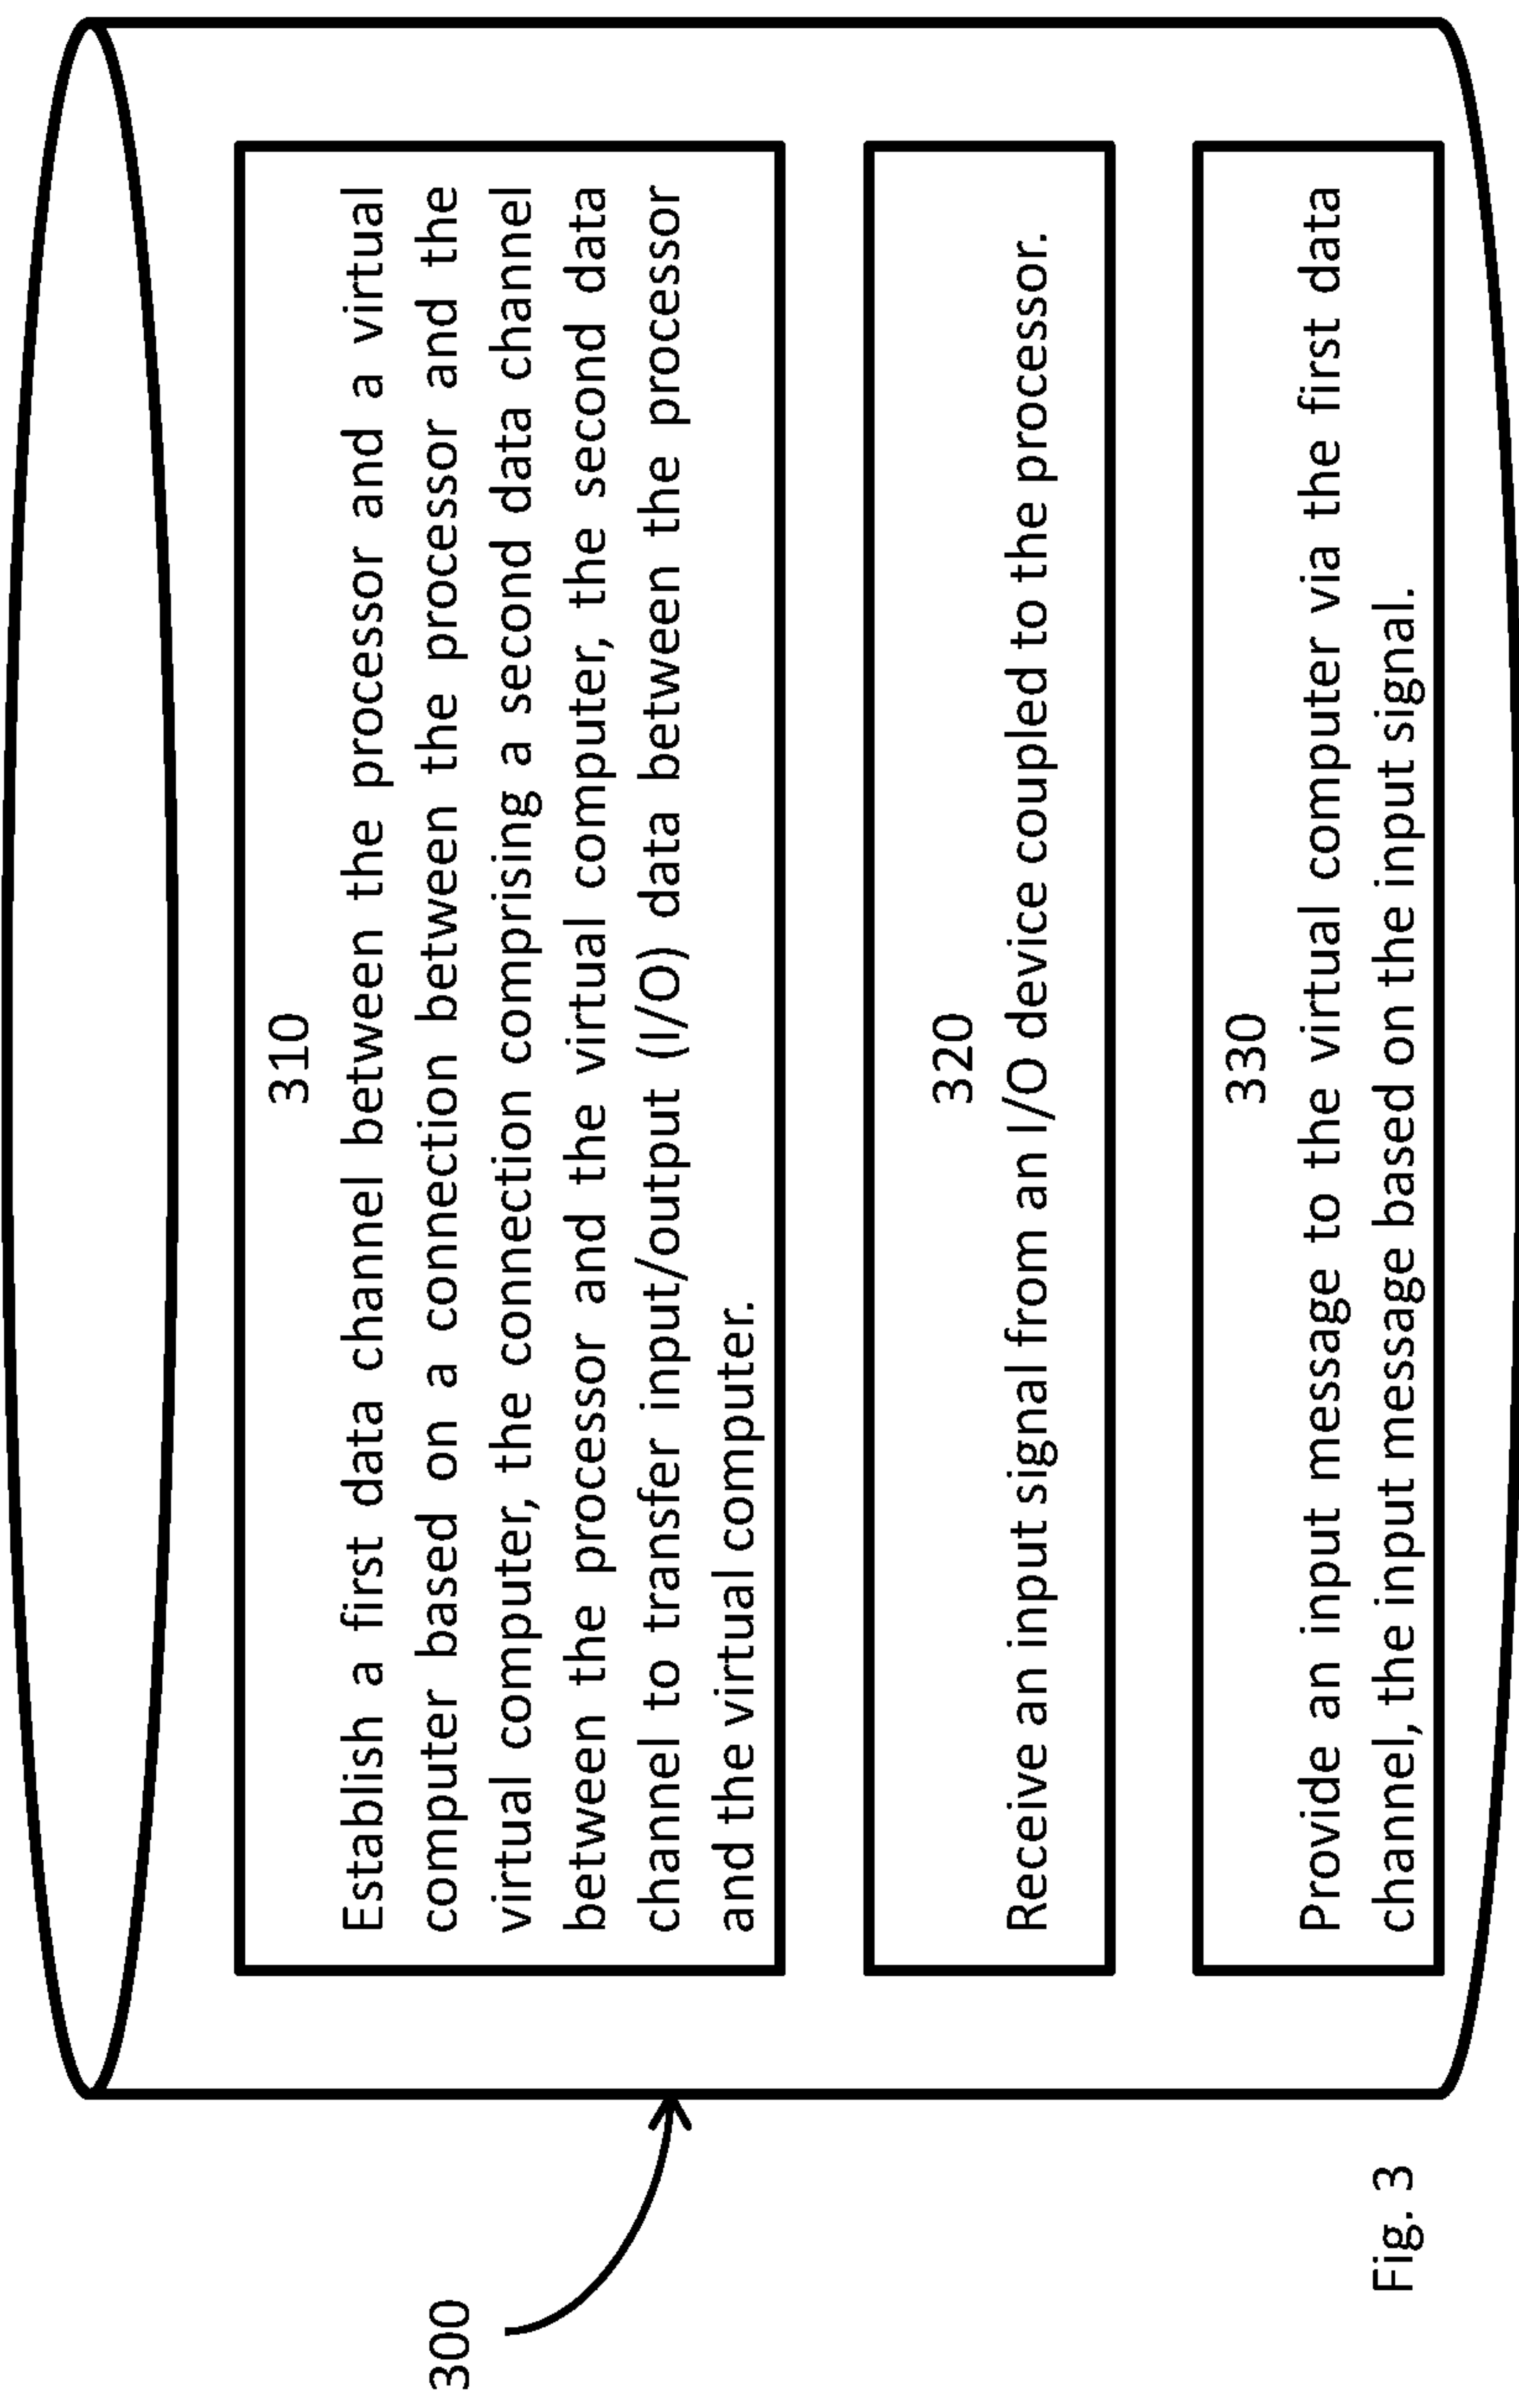 310
Establish a first data channel between the processor and a virtual
computer based on a connection between the processor and the
virtual computer, the connection comprising a second data channel
between the processor and the virtual computer, the second data
channel to transfer input/output (I/O) data between the processor
and the virtual computer.
320
Receive an input signal from an I/O device coupled to the processor.
330
Provide an input message to the virtual computer via the first data
channel, the input message based on the input signal.
300
Fig. 3